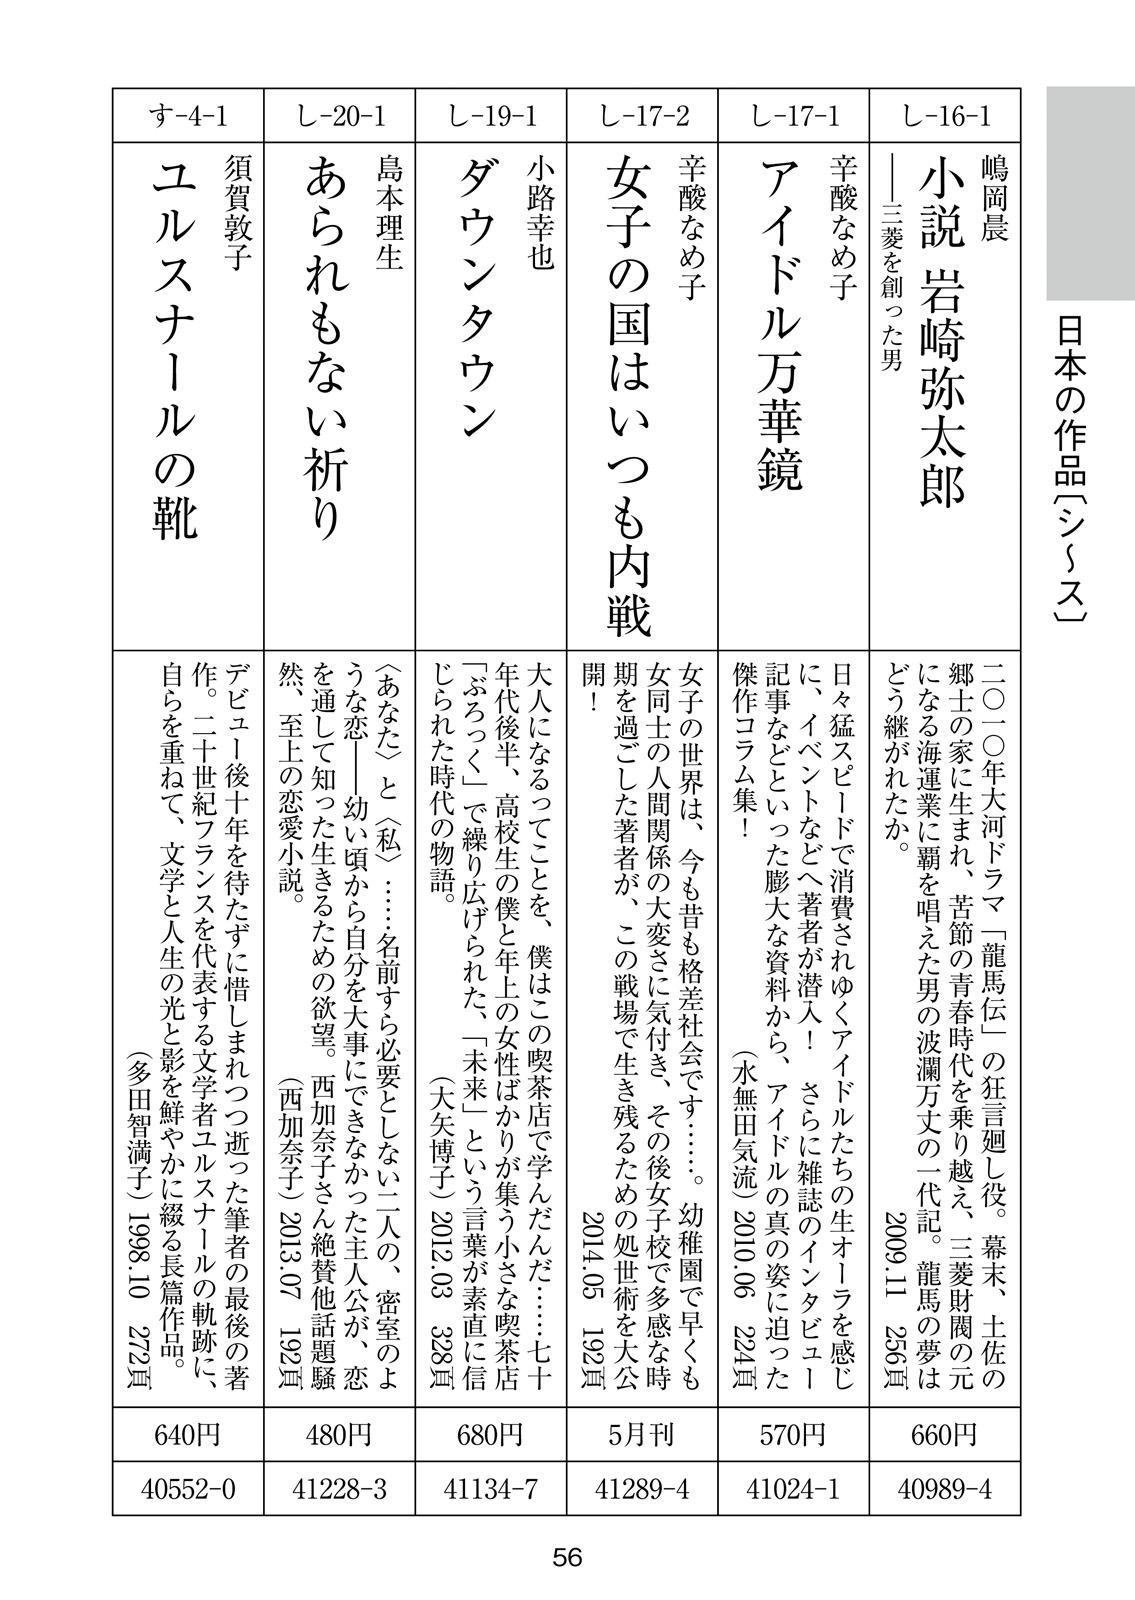 日本の作品〔シ〜ス〕
し-16-1
嶋岡晨
小説 岩崎弥太郎
――三菱を創った男
二〇一〇年大河ドラマ「龍馬伝」の狂言廻し役。幕末、土佐の
郷士の家に生まれ、苦節の青春時代を乗り越え、三菱財閥の元
になる海運業に覇を唱えた男の波瀾万丈の一代記。龍馬の夢は
どう継がれたか。
2009.11 256頁
660円
40989-4
し-17-1
辛酸なめ子
アイドル万華鏡
日々猛スピードで消費されゆくアイドルたちの生オーラを感じ
に、イベントなどへ著者が潜入! さらに雑誌のインタビュー
記事などといった膨大な資料から、アイドルの真の姿に迫った
傑作コラム集!
(水無田気流) 2010.06 224頁
570円
41024-1
し-17-2
辛酸なめ子
女子の国はいつも内戦
女子の世界は、今も昔も格差社会です……。幼稚園で早くも
女同士の人間関係の大変さに気付き、その後女子校で多感な時
期を過ごした著者が、この戦場で生き残るための処世術を大公
開!
2014.05 192頁
5月刊
41289-4
し-19-1
小路幸也
ダウンタウン
大人になるってことを、僕はこの喫茶店で学んだんだ……七十
年代後半、高校生の僕と年上の女性ばかりが集う小さな喫茶店
「ぶろっく」で繰り広げられた、「未来」という言葉が素直に信
じられた時代の物語。
(大矢博子) 2012.03 328頁
680円
41134-7
し-20-1
島本理生
あられもない祈り
〈あなた〉と〈私〉……名前すら必要としない二人の、密室のよ
うな恋――幼い頃から自分を大事にできなかった主人公が、恋
を通して知った生きるための欲望。西加奈子さん絶賛他話題騒
然、至上の恋愛小説。
(西加奈子) 2013.07 192頁
480円
41228-3
す-4-1
須賀敦子
ユルスナールの靴
デビュー後十年を待たずに惜しまれつつ逝った筆者の最後の著
作。二十世紀フランスを代表する文学者ユルスナールの軌跡に、
自らを重ねて、文学と人生の光と影を鮮やかに綴る長篇作品。
(多田智満子) 1998.10 272頁
640円
40552-0
56